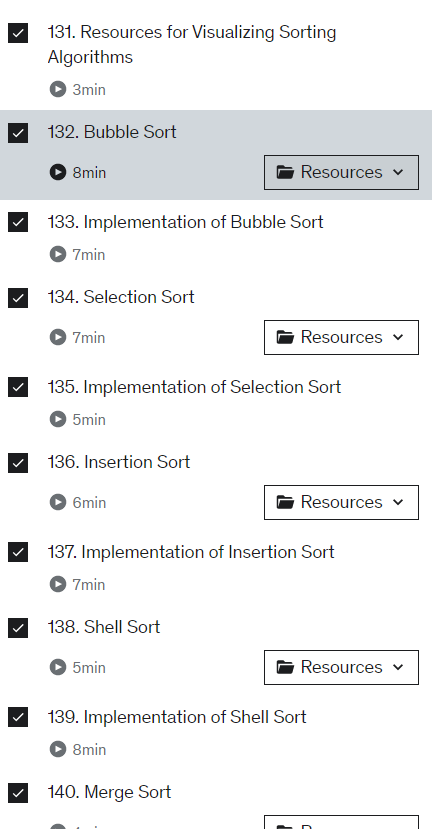 131. Resources for Visualizing Sorting
Algorithms
3min
132. Bubble Sort
8min
Resources
133. Implementation of Bubble Sort
7min
134. Selection Sort
7min
Resources
135. Implementation of Selection Sort
5min
136. Insertion Sort
6min
Resources
137. Implementation of Insertion Sort
7min
138. Shell Sort
5min
Resources
139. Implementation of Shell Sort
8min
140. Merge Sort